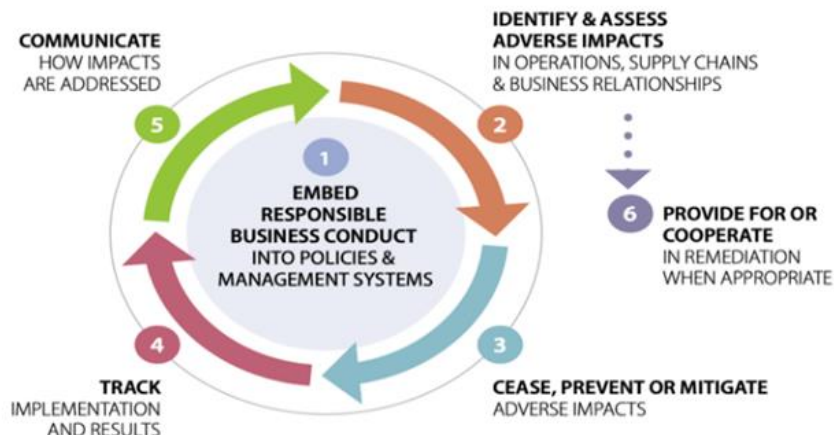 1
EMBED
RESPONSIBLE
BUSINESS CONDUCT
INTO POLICIES &
MANAGEMENT SYSTEMS
2
IDENTIFY & ASSESS
ADVERSE IMPACTS
IN OPERATIONS, SUPPLY CHAINS
& BUSINESS RELATIONSHIPS
3
CEASE, PREVENT OR MITIGATE
ADVERSE IMPACTS
4
TRACK
IMPLEMENTATION
AND RESULTS
5
COMMUNICATE
HOW IMPACTS
ARE ADDRESSED
6
PROVIDE FOR OR
COOPERATE
IN REMEDIATION
WHEN APPROPRIATE